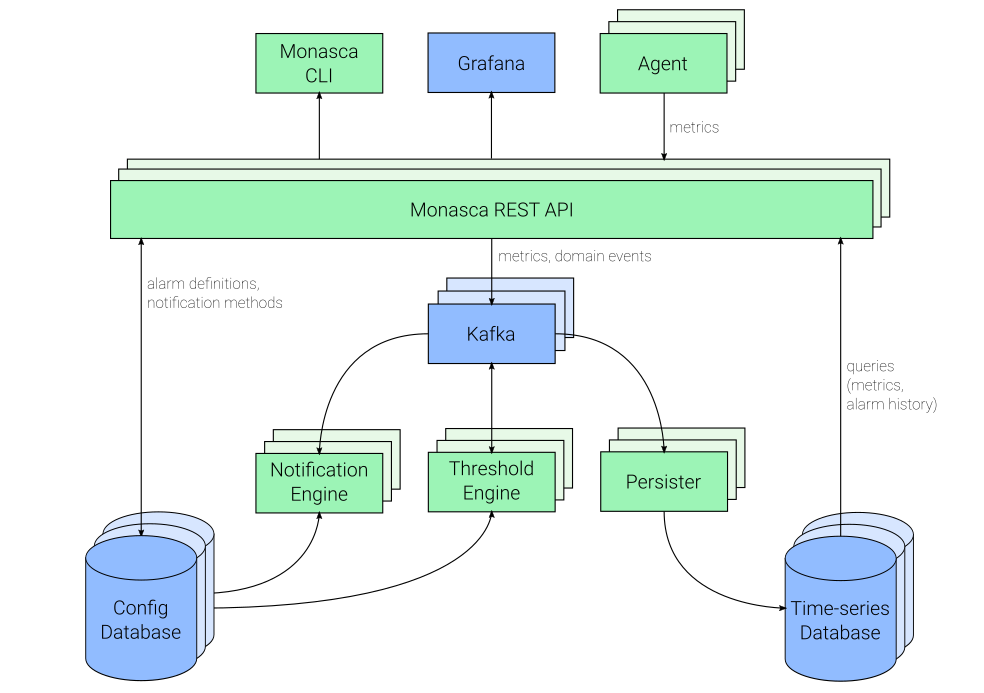 Monasca
CLI
Grafana
Agent
metrics
Monasca REST API
metrics, domain events
alarm definitions,
notification methods
Kafka
queries
(metrics,
alarm history)
Notification
Engine
Threshold
Engine
Persister
Config
Database
Time-series
Database